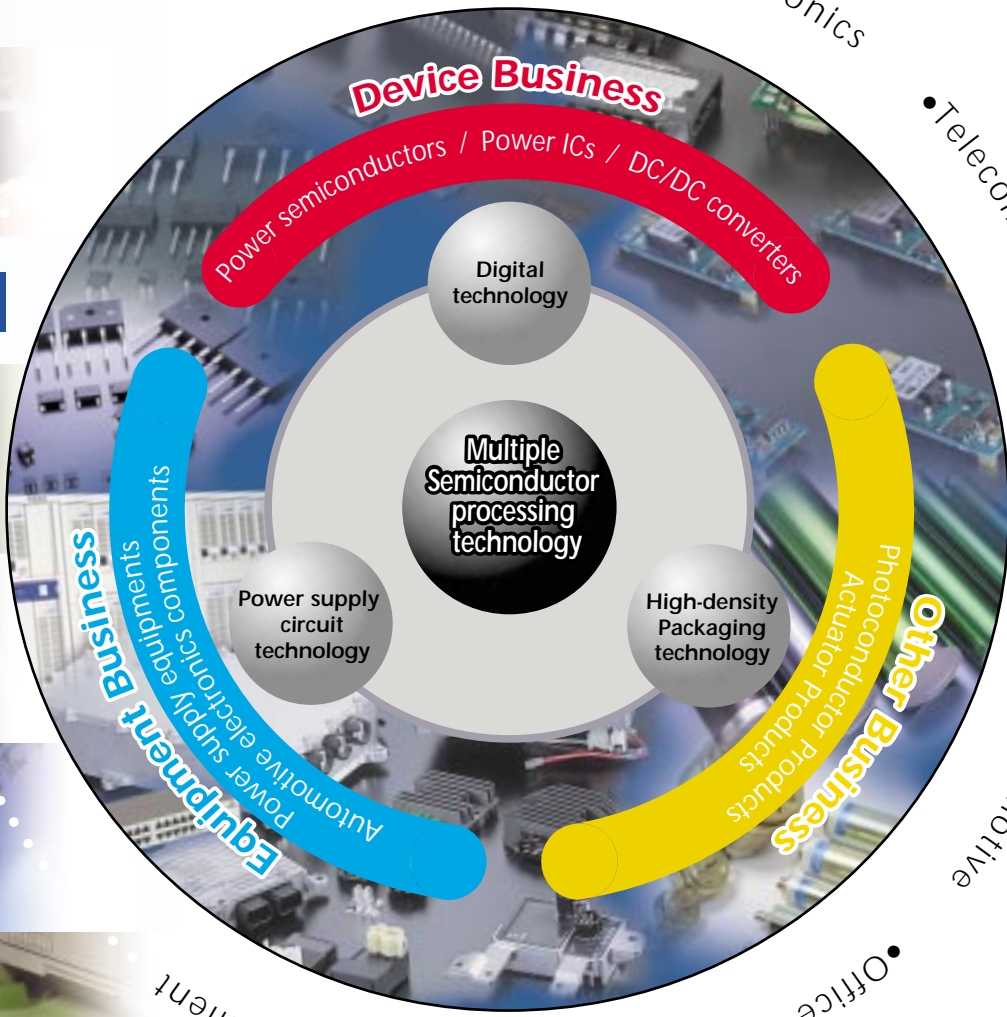 Device Business
Power semiconductors / Power ICs / DC/DC converters
Digital
technology
Multiple
Semiconductor
processing
technology
Power supply
circuit
technology
High-density
Packaging
technology
Equipment Business
Power supply equipments
Automotive electronics components
Other Business
Photoconductor Products
Actuator Products
•Office